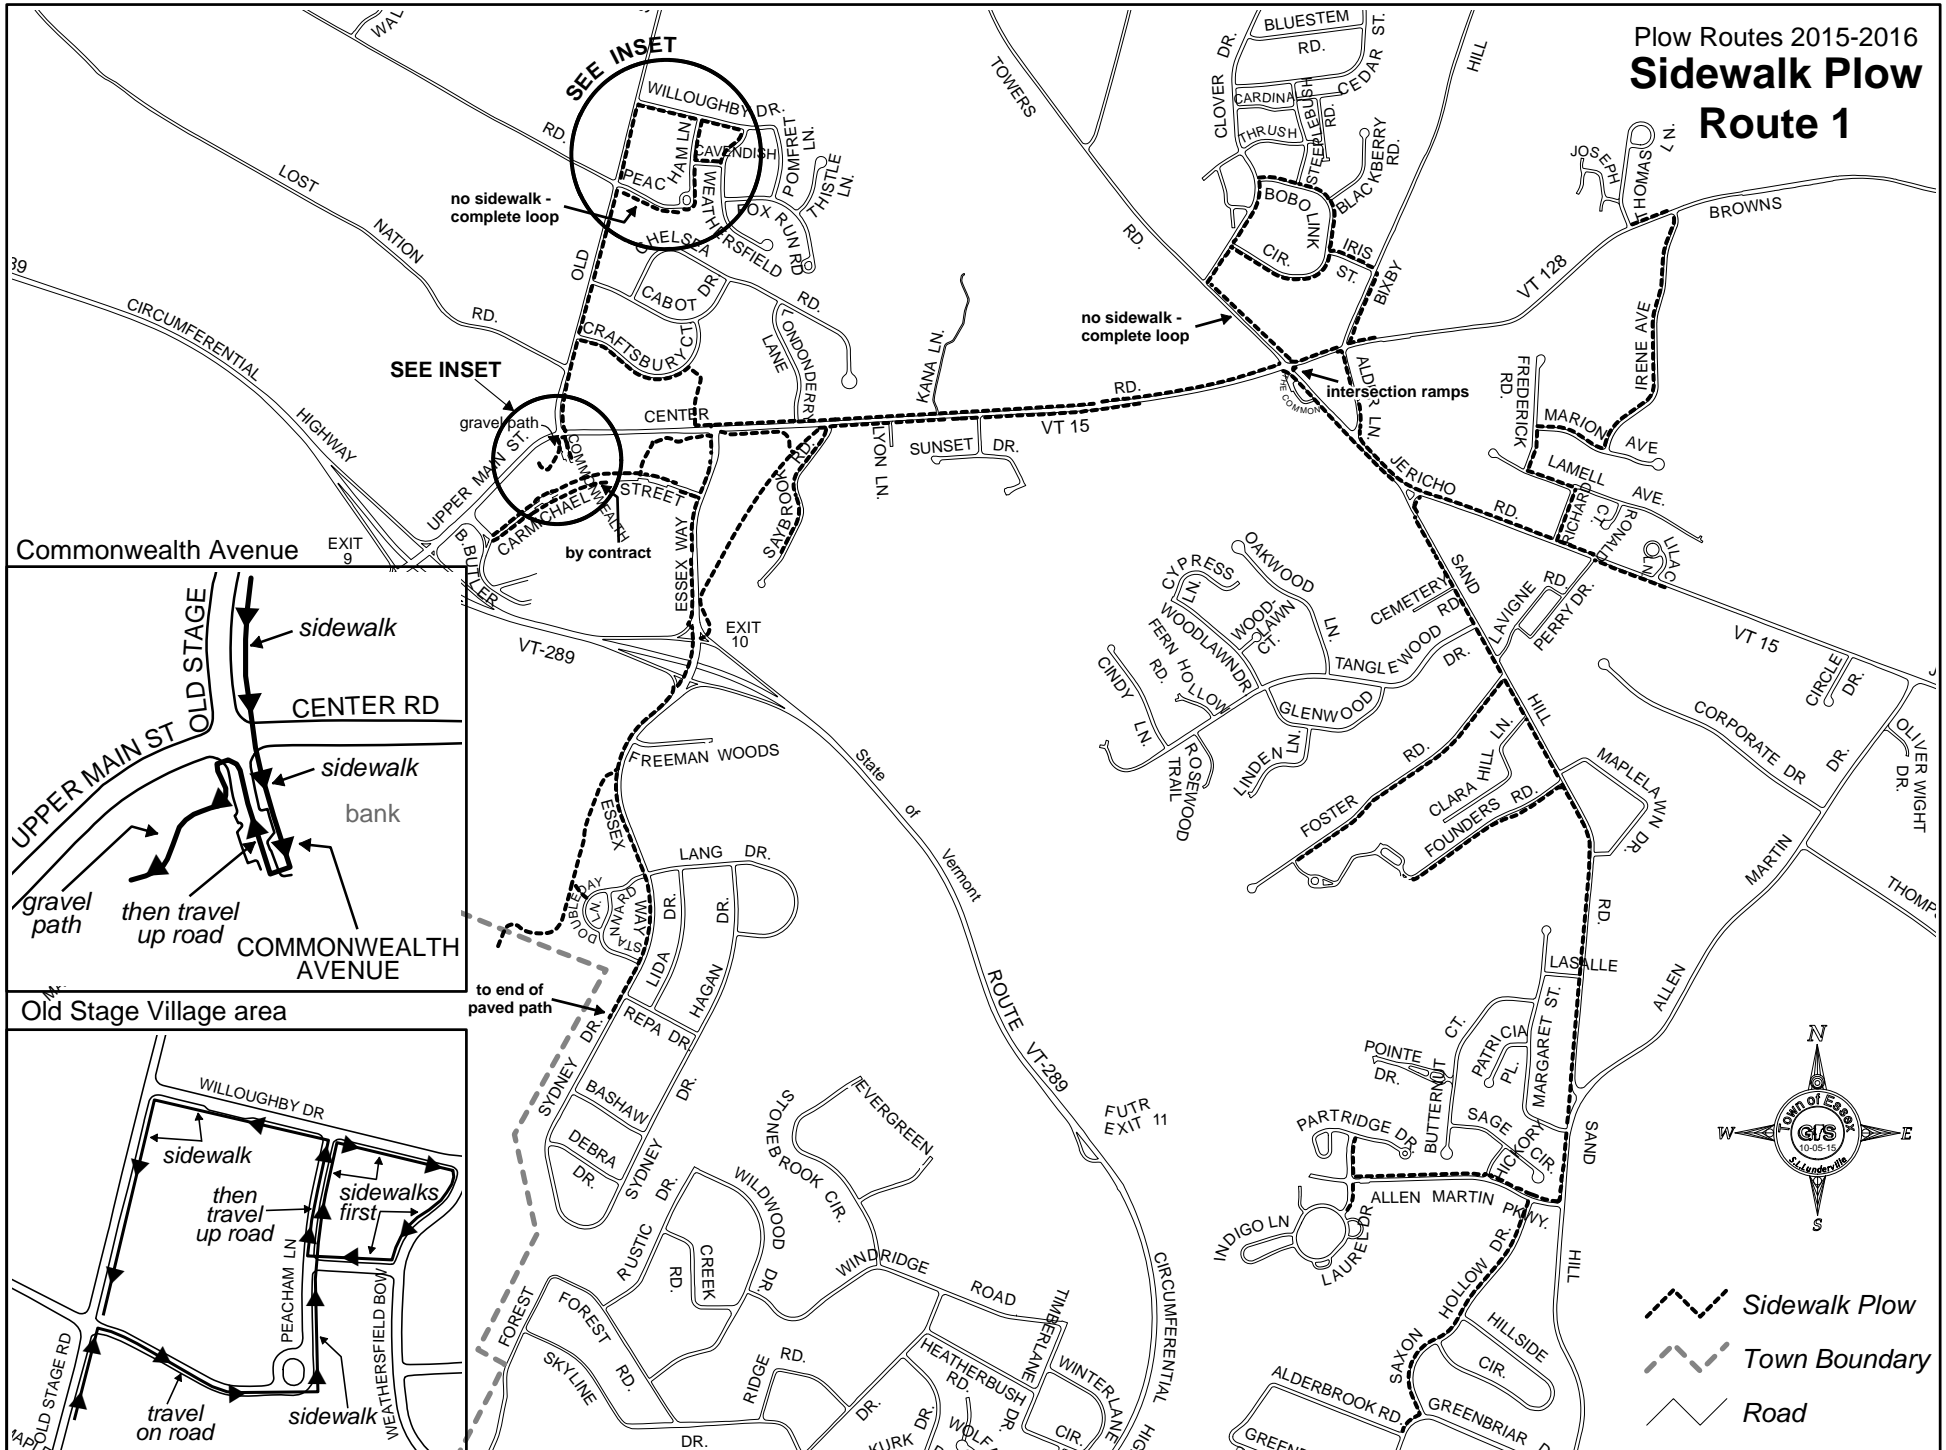 Plow Routes 2015-2016
Sidewalk Plow
Route 1
SEE INSET
WILLOUGHBY DR.
RD.
PEACHAM LN
CAVENDISH
POMFRET LN.
THISTLE LN.
WEATHERSFIELD
FOX RUN RD
no sidewalk -
complete loop
LOST
NATION
RD.
OLD
CHELSEA
RD.
CABOT
DR
CRAFTSBURY CT.
LONDONDERRY
LANE
CIRCUMFERENTIAL
HIGHWAY
SEE INSET
gravel path
UPPER MAIN ST.
COMMONWEALTH
CARMICHAEL
STREET
by contract
B.BUTLER
EXIT
9
CENTER
RD.
VT 15
KANA LN.
LYON LN.
SUNSET DR.
SAYBROOK RD.
ESSEX WAY
EXIT
10
VT-289
TOWERS
RD.
BLUESTEM
RD.
CLOVER DR.
CEDAR ST.
CARDINAL
THRUSH
STEEPLEBUSH
RD.
BLACKBERRY
RD.
BOBO LINK
CIR.
IRIS
ST.
BIXBY
HILL
no sidewalk -
complete loop
intersection ramps
THE COMMON
ALDER LN.
JOSEPH
THOMAS
LN.
BROWNS
VT 128
IRENE AVE
FREDERICK
RD.
MARION AVE
LAMELL
AVE.
RICHARD
CT.
RONALD
LILAC
LN.
JERICHO
RD.
VT 15
SAND
HILL
RD.
CEMETERY
RD
LAVIGNE
RD.
PERRY DR.
TANGLEWOOD
DR.
OAKWOOD
LN.
CYPRESS
LN.
WOOD-
LAWN
CT.
WOODLAWN DR
FERN HOLLOW
RD.
CINDY
LN.
GLENWOOD
LINDEN LN.
ROSEWOOD
TRAIL
FOSTER
RD.
CLARA HILL LN.
FOUNDERS RD.
MAPLELAWN DR.
CORPORATE DR
CIRCLE
DR.
OLIVER WIGHT
DR.
ALLEN
MARTIN
DR.
FREEMAN WOODS
ESSEX
WAY
State
of
Vermont
ROUTE VT-289
LANG DR.
DOUBLEDAY
LN.
STANNARD
LIDA
DR.
HAGAN
DR.
REPA DR.
to end of
paved path
SYDNEY
DR.
BASHAW
DEBRA
DR.
SYDNEY
DR.
FUTR
EXIT 11
CIRCUMFERENTIAL
STONEBROOK CIR.
EVERGREEN
WILDWOOD
DR.
RUSTIC
DR.
CREEK
RD.
WINDRIDGE
ROAD
TIMBERLANE
DR.
WINTERLANE
CIR.
HEATHERBUSH
RD.
RIDGE
RD.
DR.
KURK
DR.
FOREST
FOREST
RD.
SKYLINE
DR.
LASALLE
MARGARET ST.
PATRICIA
PL.
BUTTERNUT
CT.
POINTE
DR.
PARTRIDGE DR.
SAGE
CIR.
HICKORY
SAND
HILL
ALLEN MARTIN PKWY.
INDIGO LN
LAUREL DR.
SAXON
HOLLOW
DR.
HILLSIDE
CIR.
ALDERBROOK RD.
GREENBRIAR
Commonwealth Avenue
OLD STAGE
sidewalk
CENTER RD
UPPER MAIN ST
sidewalk
bank
gravel
path
then travel
up road
COMMONWEALTH
AVENUE
Old Stage Village area
WILLOUGHBY DR
sidewalk
then
travel
up road
sidewalks
first
PEACHAM LN
WEATHERSFIELD BOW
OLD STAGE RD
travel
on road
sidewalk
N
W
E
S
Town of Essex
GIS
10-05-15
S.L.Lunderville
Sidewalk Plow
Town Boundary
Road